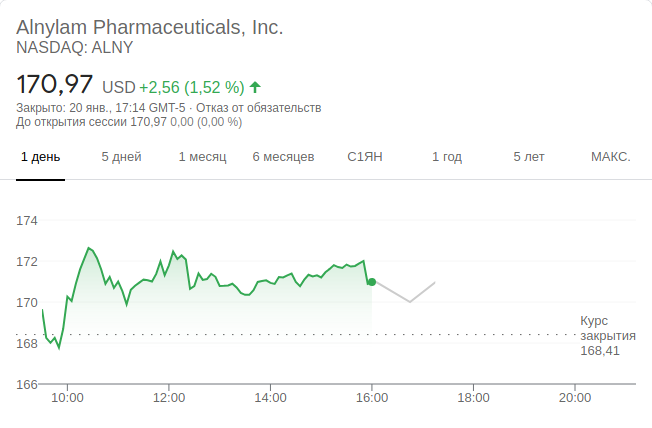 Alnylam Pharmaceuticals, Inc.
NASDAQ: ALNY
170,97 USD +2,56 (1,52 %)
Закрыто: 20 янв., 17:14 GMT-5 · Отказ от обязательств
До открытия сессии 170,97 0,00 (0,00 %)
1 день 5 дней 1 месяц 6 месяцев С1ЯН 1 год 5 лет МАКС.
174
172
170
Курс
закрытия
168
168,41
166
10:00 12:00 14:00 16:00 18:00 20:00